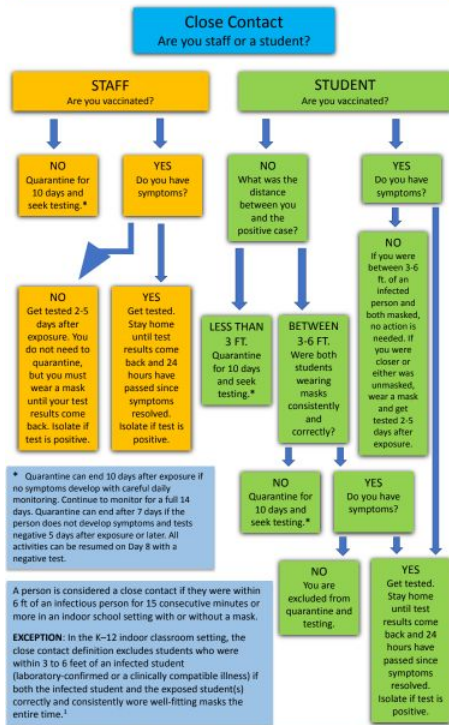 Close Contact
Are you staff or a student?
STAFF
Are you vaccinated?
STUDENT
Are you vaccinated?
NO
Quarantine for
10 days and
seek testing.*
YES
Do you have
symptoms?
NO
What was the
distance
between you
and the
positive case?
YES
Do you have
symptoms?
NO
Get tested 2-5
days after
exposure. You
do not need to
quarantine,
but you must
wear a mask
until your test
results come
back. Isolate if
test is positive.
YES
Get tested.
Stay home
until test
results come
back and 24
hours have
passed since
symptoms
resolved.
Isolate if test is
positive.
LESS THAN
3 FT.
Quarantine
for 10 days
and seek
testing.*
BETWEEN
3-6 FT.
Were both
students
wearing
masks
consistently
and
correctly?
NO
If you were
between 3-6
ft. of an
infected
person and
both masked,
no action is
needed. If
you were
closer or
either was
unmasked,
wear a mask
and get
tested 2-5
days after
exposure.
NO
Quarantine for
10 days and
seek testing.*
YES
Do you have
symptoms?
NO
You are
excluded from
quarantine and
testing.
YES
Get tested.
Stay home
until test
results come
back and 24
hours have
passed since
symptoms
resolved.
Isolate if test is
positive.
* Quarantine can end 10 days after exposure if
no symptoms develop with careful daily
monitoring. Continue to monitor for a full 14
days. Quarantine can end after 7 days if the
person does not develop symptoms and tests
negative 5 days after exposure or later. All
activities can be resumed on Day 8 with a
negative test.
A person is considered a close contact if they were within
6 ft of an infectious person for 15 consecutive minutes or
more in an indoor school setting with or without a mask.
EXCEPTION: In the K–12 indoor classroom setting, the
close contact definition excludes students who were
within 3 to 6 feet of an infected student
(laboratory-confirmed or a clinically compatible illness) if
both the infected student and the exposed student(s)
correctly and consistently wore well-fitting masks the
entire time.1